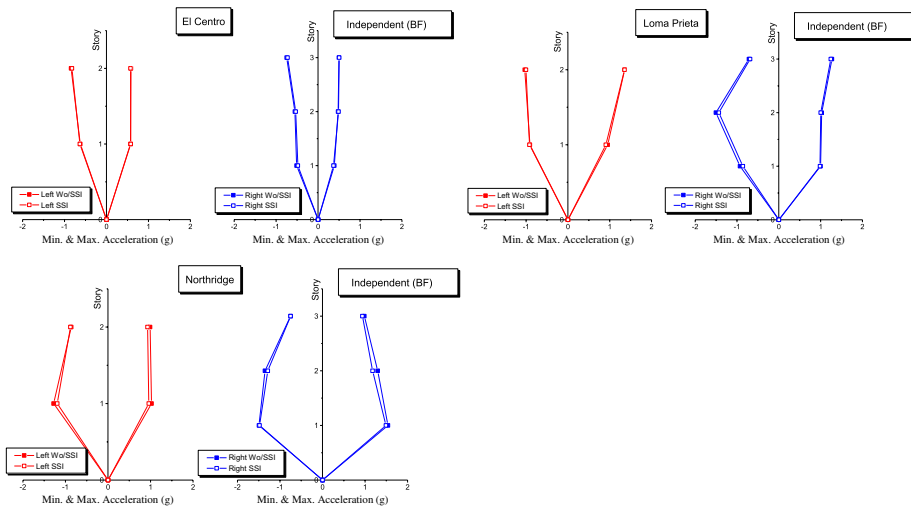 El Centro
Independent (BF)
Story
2
1
0
Left Wo/SSI
Left SSI
-2 -1 0 1 2
Min. & Max. Acceleration (g)
Story
3
2
1
0
Right Wo/SSI
Right SSI
-2 -1 0 1 2
Min. & Max. Acceleration (g)
Loma Prieta
Independent (BF)
Story
2
1
0
Left Wo/SSI
Left SSI
-2 -1 0 1 2
Min. & Max. Acceleration (g)
Story
3
2
1
0
Right Wo/SSI
Right SSI
-2 -1 0 1 2
Min. & Max. Acceleration (g)
Northridge
Independent (BF)
Story
2
1
0
Left Wo/SSI
Left SSI
-2 -1 0 1 2
Min. & Max. Acceleration (g)
Story
3
2
1
0
Right Wo/SSI
Right SSI
-2 -1 0 1 2
Min. & Max. Acceleration (g)